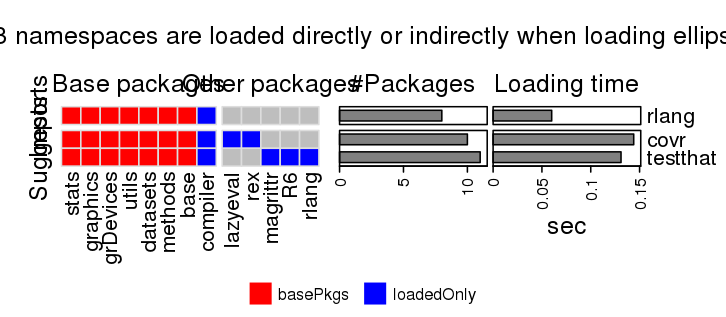 3 namespaces are loaded directly or indirectly when loading ellips
Base packages Other packages #Packages Loading time
Imports
Suggests
rlang
covr
testthat
stats
graphics
grDevices
utils
datasets
methods
base
compiler
lazyeval
rex
magrittr
R6
rlang
0 5 10
0 0.05 0.1 0.15
sec
basePkgs loadedOnly